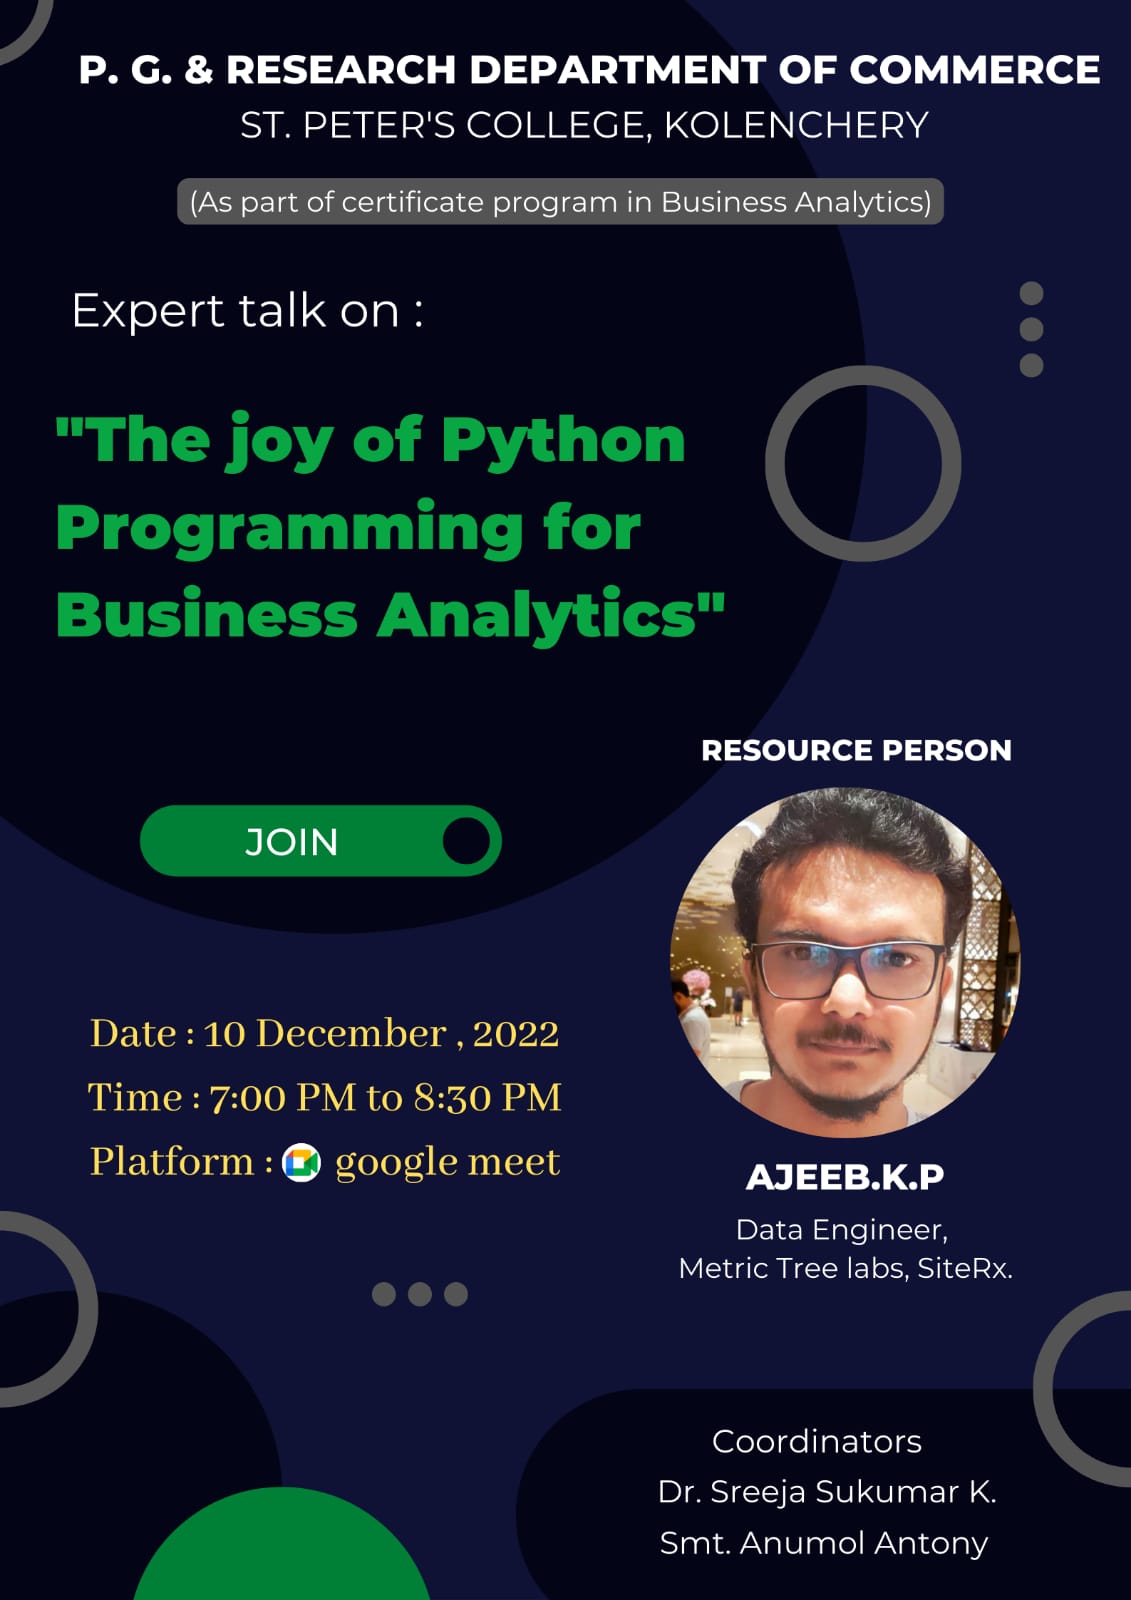 P. G. & RESEARCH DEPARTMENT OF COMMERCE
ST. PETER'S COLLEGE, KOLENCHERY
(As part of certificate program in Business Analytics)
Expert talk on :
"The joy of Python
Programming for
Business Analytics"
JOIN
Date : 10 December , 2022
Time : 7:00 PM to 8:30 PM
Platform : google meet
RESOURCE PERSON
AJEEB.K.P
Data Engineer,
Metric Tree labs, SiteRx.
Coordinators
Dr. Sreeja Sukumar K.
Smt. Anumol Antony